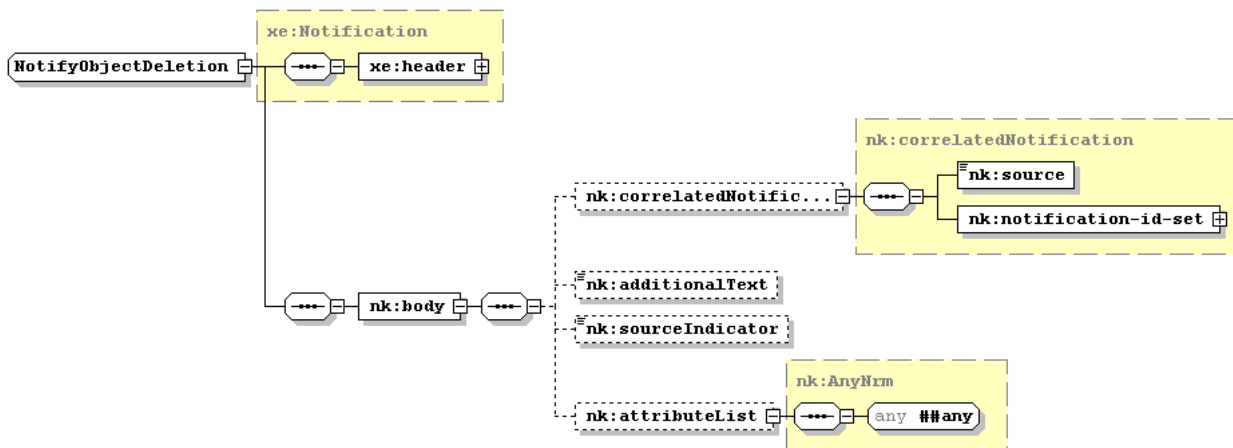 xe:Notification
NotifyObjectDeletion
xe:header
nk:correlatedNotification
nk:source
nk:correlatedNotific...
nk:notification-id-set
nk:additionalText
nk:body
nk:sourceIndicator
nk:AnyNrm
nk:attributeList
any ##any